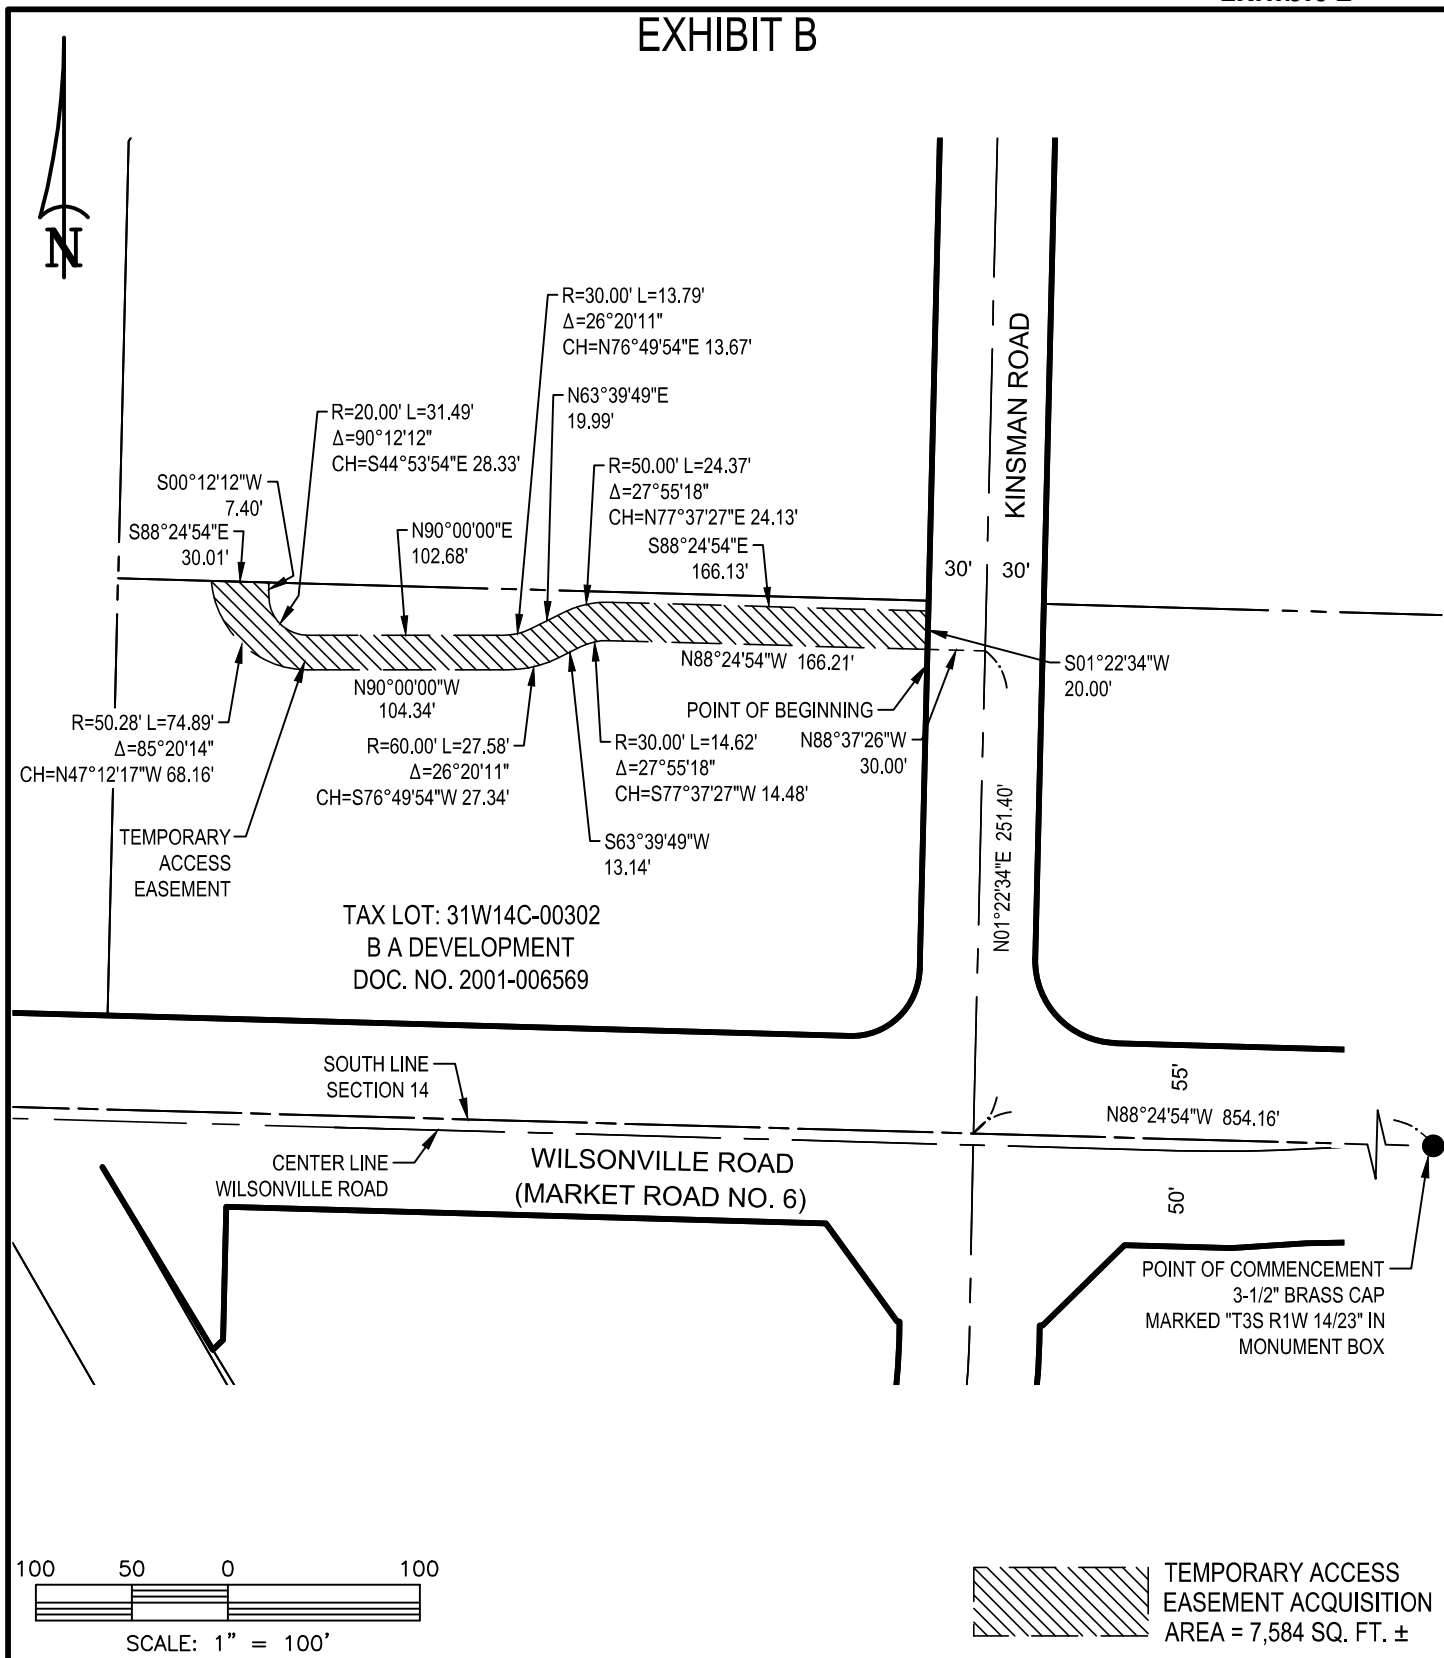 EXHIBIT B
N
R=30.00' L=13.79'
Δ=26°20'11"
CH=N76°49'54"E 13.67'
KINSMAN ROAD
N63°39'49"E
19.99'
R=20.00' L=31.49'
Δ=90°12'12"
CH=S44°53'54"E 28.33'
R=50.00' L=24.37'
Δ=27°55'18"
CH=N77°37'27"E 24.13'
S00°12'12"W
7.40'
S88°24'54"E
30.01'
N90°00'00"E
102.68'
S88°24'54"E
166.13'
30' 30'
N88°24'54"W 166.21'
S01°22'34"W
20.00'
N90°00'00"W
104.34'
POINT OF BEGINNING
R=50.28' L=74.89'
Δ=85°20'14"
CH=N47°12'17"W 68.16'
R=60.00' L=27.58'
Δ=26°20'11"
CH=S76°49'54"W 27.34'
R=30.00' L=14.62'
Δ=27°55'18"
CH=S77°37'27"W 14.48'
N88°37'26"W
30.00'
N01°22'34"E 251.40'
TEMPORARY
ACCESS
EASEMENT
S63°39'49"W
13.14'
TAX LOT: 31W14C-00302
B A DEVELOPMENT
DOC. NO. 2001-006569
SOUTH LINE
SECTION 14
55'
N88°24'54"W 854.16'
CENTER LINE
WILSONVILLE ROAD
WILSONVILLE ROAD
(MARKET ROAD NO. 6)
50'
POINT OF COMMENCEMENT
3-1/2" BRASS CAP
MARKED "T3S R1W 14/23" IN
MONUMENT BOX
100 50 0 100
SCALE: 1" = 100'
TEMPORARY ACCESS
EASEMENT ACQUISITION
AREA = 7,584 SQ. FT. ±